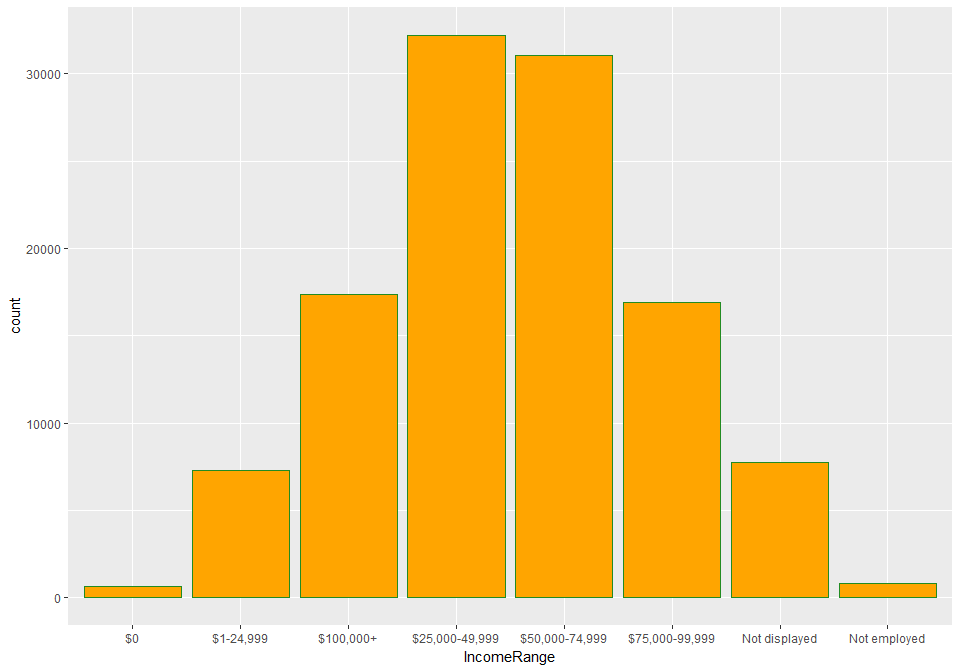 30000
20000
10000
0
count
$0 $1-24,999 $100,000+ $25,000-49,999 $50,000-74,999 $75,000-99,999 Not displayed Not employed
IncomeRange